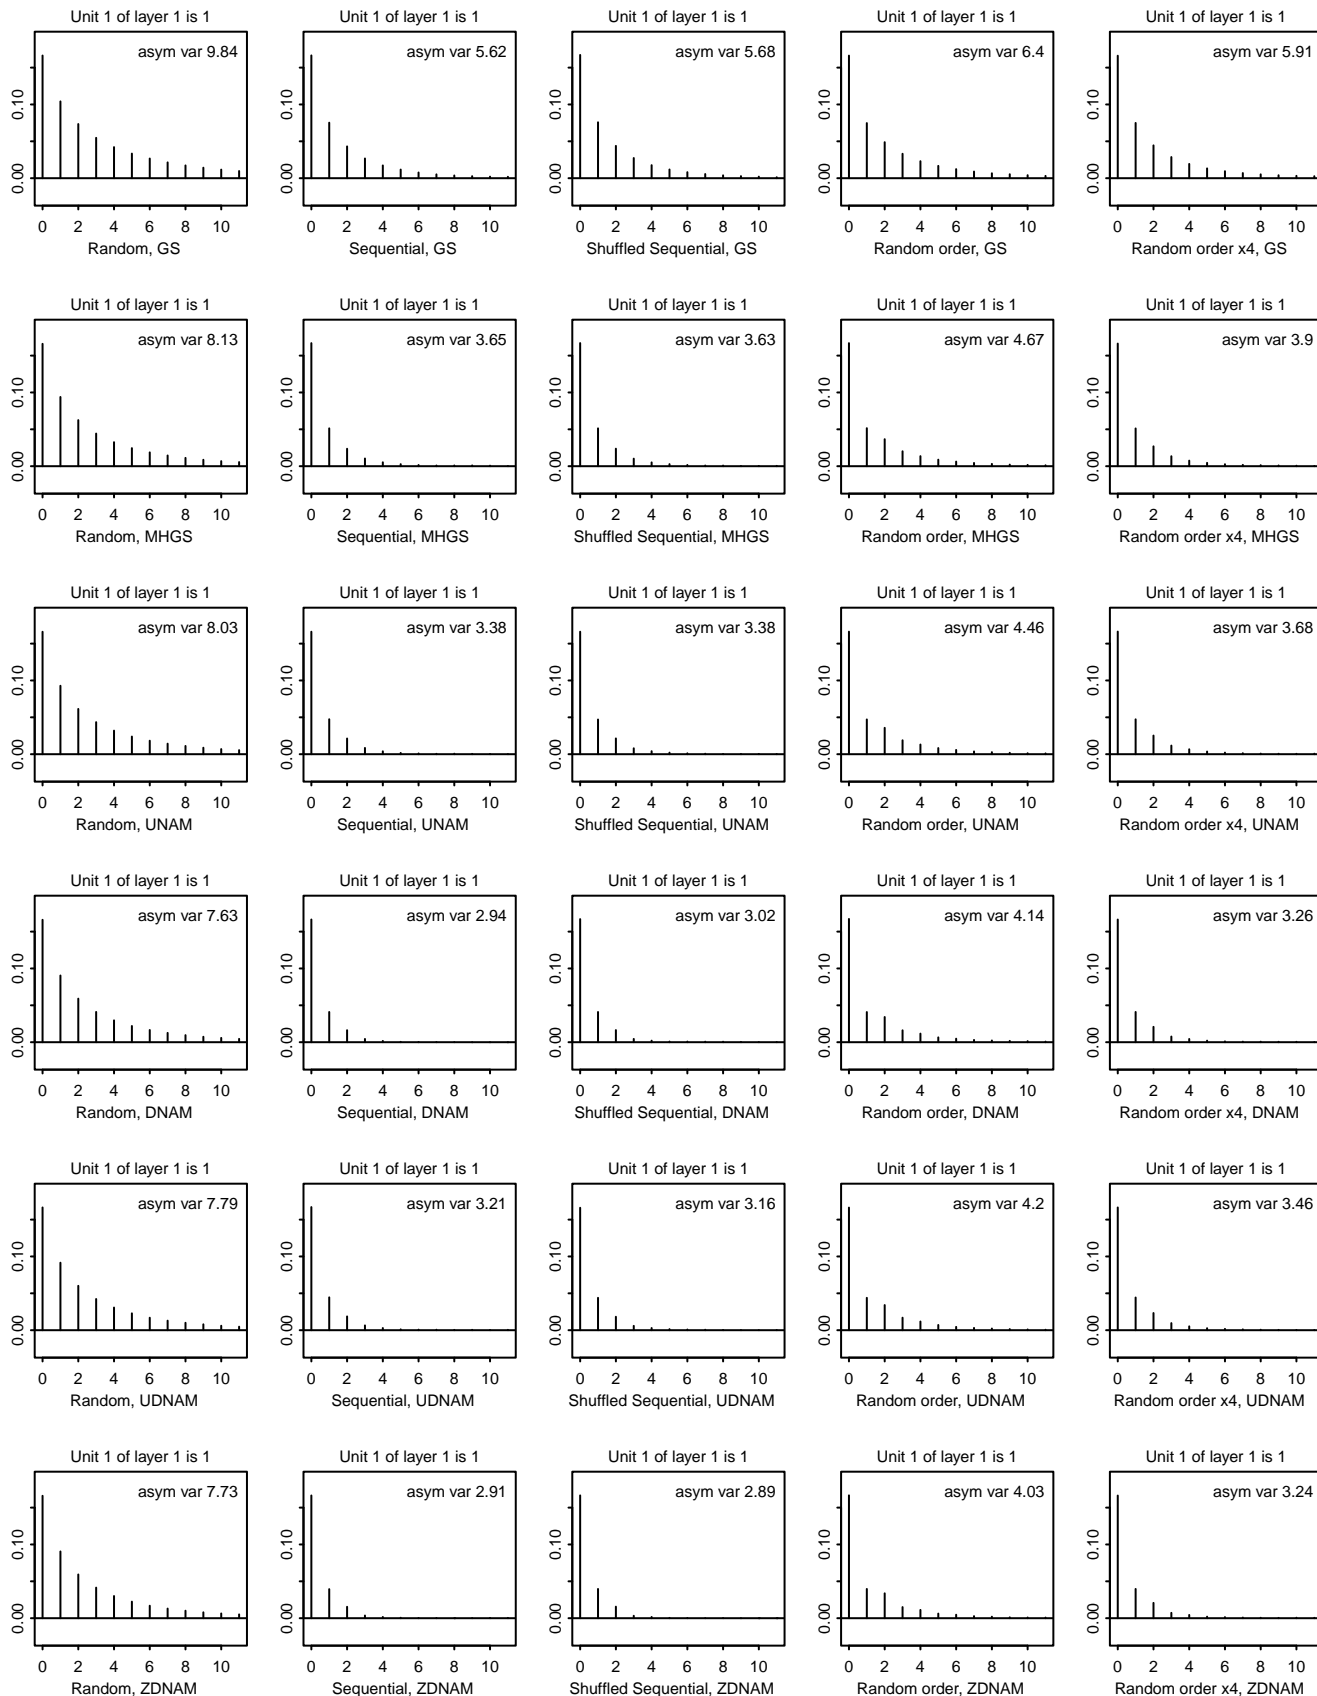 Unit 1 of layer 1 is 1 Unit 1 of layer 1 is 1 Unit 1 of layer 1 is 1 Unit 1 of layer 1 is 1 Unit 1 of layer 1 is 1
asym var 9.84 asym var 5.62 asym var 5.68 asym var 6.4 asym var 5.91
0.10 0.10 0.10 0.10 0.10
0.00 0.00 0.00 0.00 0.00
0 2 4 6 8 10 0 2 4 6 8 10 0 2 4 6 8 10 0 2 4 6 8 10 0 2 4 6 8 10
Random, GS Sequential, GS Shuffled Sequential, GS Random order, GS Random order x4, GS
Unit 1 of layer 1 is 1 Unit 1 of layer 1 is 1 Unit 1 of layer 1 is 1 Unit 1 of layer 1 is 1 Unit 1 of layer 1 is 1
asym var 8.13 asym var 3.65 asym var 3.63 asym var 4.67 asym var 3.9
0.10 0.10 0.10 0.10 0.10
0.00 0.00 0.00 0.00 0.00
0 2 4 6 8 10 0 2 4 6 8 10 0 2 4 6 8 10 0 2 4 6 8 10 0 2 4 6 8 10
Random, MHGS Sequential, MHGS Shuffled Sequential, MHGS Random order, MHGS Random order x4, MHGS
Unit 1 of layer 1 is 1 Unit 1 of layer 1 is 1 Unit 1 of layer 1 is 1 Unit 1 of layer 1 is 1 Unit 1 of layer 1 is 1
asym var 8.03 asym var 3.38 asym var 3.38 asym var 4.46 asym var 3.68
0.10 0.10 0.10 0.10 0.10
0.00 0.00 0.00 0.00 0.00
0 2 4 6 8 10 0 2 4 6 8 10 0 2 4 6 8 10 0 2 4 6 8 10 0 2 4 6 8 10
Random, UNAM Sequential, UNAM Shuffled Sequential, UNAM Random order, UNAM Random order x4, UNAM
Unit 1 of layer 1 is 1 Unit 1 of layer 1 is 1 Unit 1 of layer 1 is 1 Unit 1 of layer 1 is 1 Unit 1 of layer 1 is 1
asym var 7.63 asym var 2.94 asym var 3.02 asym var 4.14 asym var 3.26
0.10 0.10 0.10 0.10 0.10
0.00 0.00 0.00 0.00 0.00
0 2 4 6 8 10 0 2 4 6 8 10 0 2 4 6 8 10 0 2 4 6 8 10 0 2 4 6 8 10
Random, DNAM Sequential, DNAM Shuffled Sequential, DNAM Random order, DNAM Random order x4, DNAM
Unit 1 of layer 1 is 1 Unit 1 of layer 1 is 1 Unit 1 of layer 1 is 1 Unit 1 of layer 1 is 1 Unit 1 of layer 1 is 1
asym var 7.79 asym var 3.21 asym var 3.16 asym var 4.2 asym var 3.46
0.10 0.10 0.10 0.10 0.10
0.00 0.00 0.00 0.00 0.00
0 2 4 6 8 10 0 2 4 6 8 10 0 2 4 6 8 10 0 2 4 6 8 10 0 2 4 6 8 10
Random, UDNAM Sequential, UDNAM Shuffled Sequential, UDNAM Random order, UDNAM Random order x4, UDNAM
Unit 1 of layer 1 is 1 Unit 1 of layer 1 is 1 Unit 1 of layer 1 is 1 Unit 1 of layer 1 is 1 Unit 1 of layer 1 is 1
asym var 7.73 asym var 2.91 asym var 2.89 asym var 4.03 asym var 3.24
0.10 0.10 0.10 0.10 0.10
0.00 0.00 0.00 0.00 0.00
0 2 4 6 8 10 0 2 4 6 8 10 0 2 4 6 8 10 0 2 4 6 8 10 0 2 4 6 8 10
Random, ZDNAM Sequential, ZDNAM Shuffled Sequential, ZDNAM Random order, ZDNAM Random order x4, ZDNAM